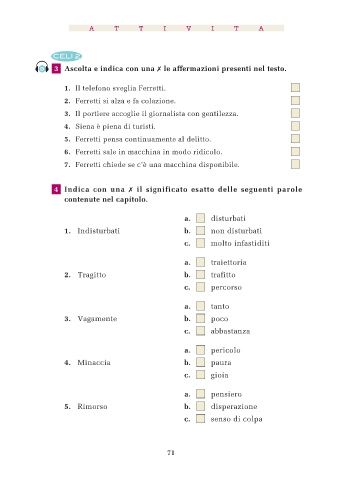 A T T I V I T À
CELI 2
3 Ascolta e indica con una ✗ le affermazioni presenti nel testo.
1. Il telefono sveglia Ferretti.
2. Ferretti si alza e fa colazione.
3. Il portiere accoglie il giornalista con gentilezza.
4. Siena è piena di turisti.
5. Ferretti pensa continuamente al delitto.
6. Ferretti sale in macchina in modo ridicolo.
7. Ferretti chiede se c'è una macchina disponibile.
4 Indica con una ✗ il significato esatto delle seguenti parole
contenute nel capitolo.
a. disturbati
1. Indisturbati b. non disturbati
c. molto infastiditi
a. traiettoria
2. Tragitto b. trafitto
c. percorso
a. tanto
3. Vagamente b. poco
c. abbastanza
a. pericolo
4. Minaccia b. paura
c. gioia
a. pensiero
5. Rimorso b. disperazione
c. senso di colpa
71